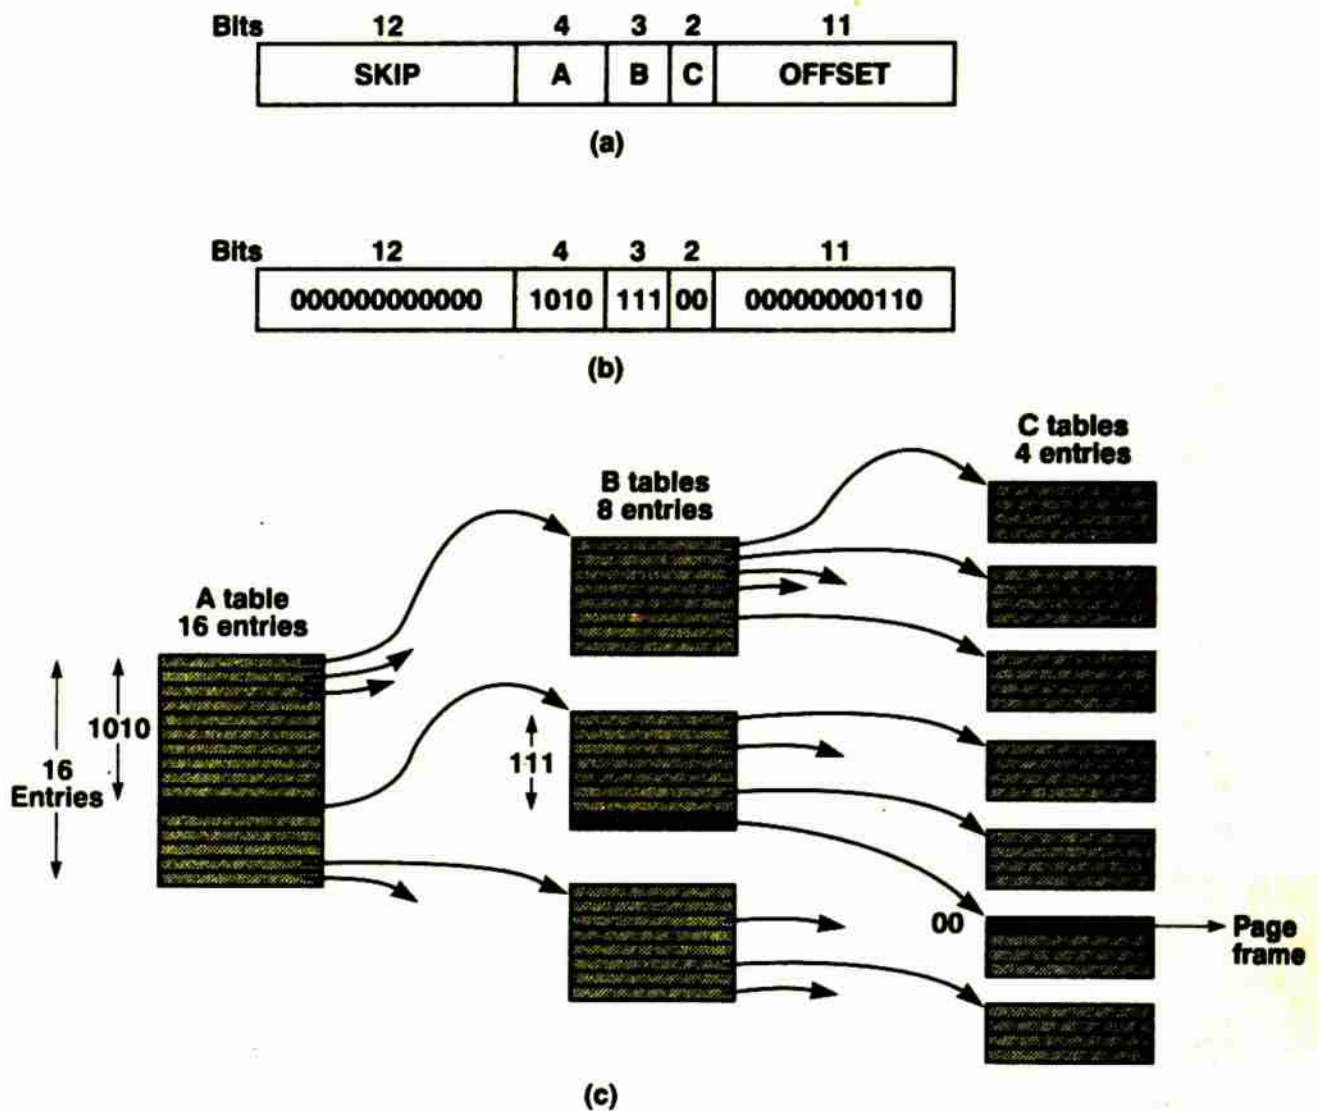 Bits 12 4 3 2 11
SKIP A B C OFFSET
(a)
Bits 12 4 3 2 11
000000000000 1010 111 00 00000000110
(b)
C tables
4 entries
B tables
8 entries
A table
16 entries
1010
16
Entries
111
00
Page
frame
(c)